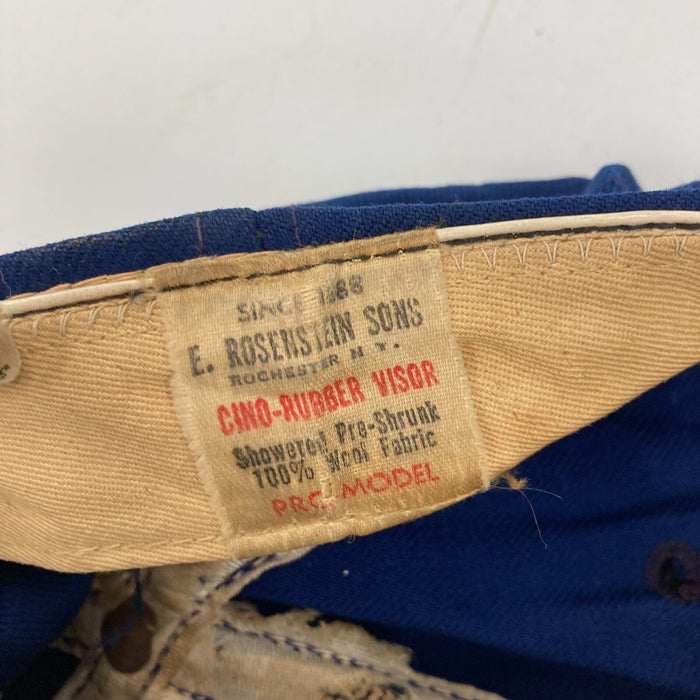 SINCE 1888
E. ROSENSTEIN SONS
ROCHESTER N Y.
CINO-RUBBER VISOR
Showered Pre-Shrunk
100% Wool Fabric
PRO MODEL